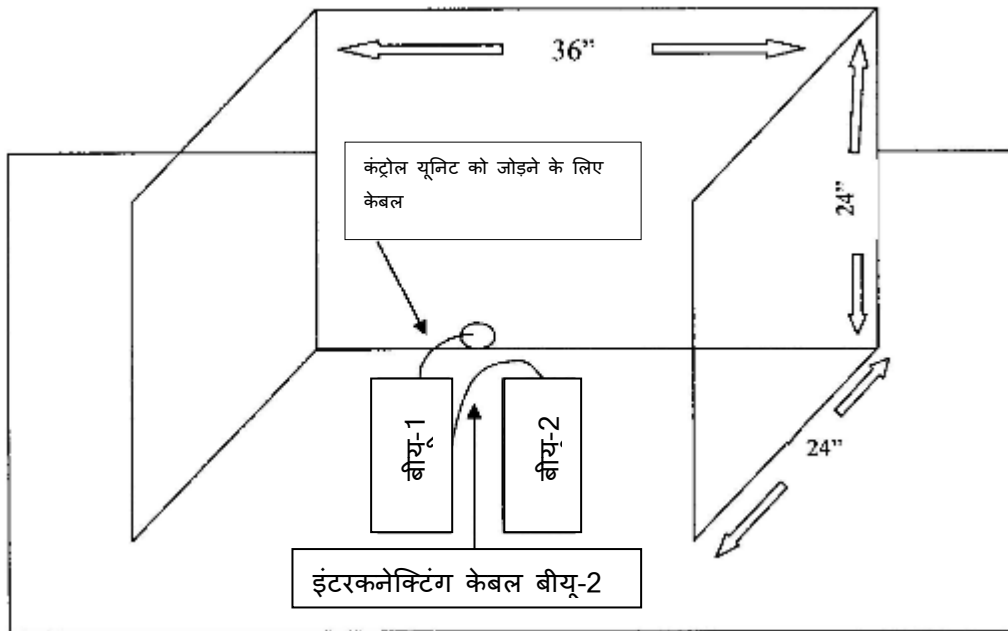 36”
कंट्रोल यूनिट को जोड़ने के लिए
केबल
24”
बीयू-1
बीयू-2
24”
इंटरकनेक्टिंग केबल बीयू-2